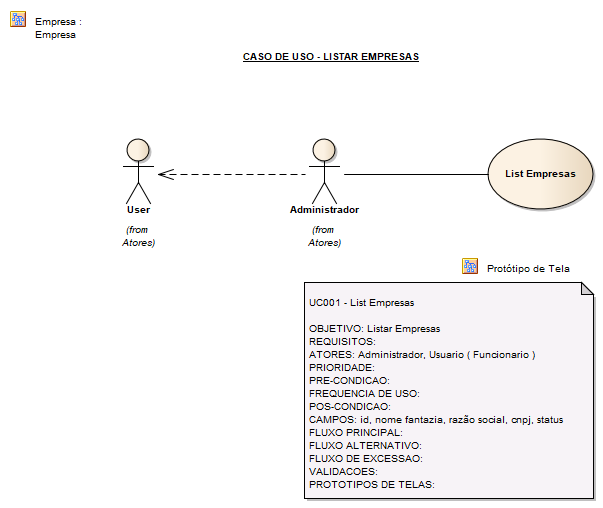 Empresa :
Empresa
CASO DE USO - LISTAR EMPRESAS
List Empresas
User
Administrador
(from
Atores)
(from
Atores)
Protótipo de Tela
UC001 - List Empresas
OBJETIVO: Listar Empresas
REQUISITOS:
ATORES: Administrador, Usuario ( Funcionario )
PRIORIDADE:
PRE-CONDICAO:
FREQUENCIA DE USO:
POS-CONDICAO:
CAMPOS: id, nome fantazia, razão social, cnpj, status
FLUXO PRINCIPAL:
FLUXO ALTERNATIVO:
FLUXO DE EXCESSAO:
VALIDACOES:
PROTOTIPOS DE TELAS: